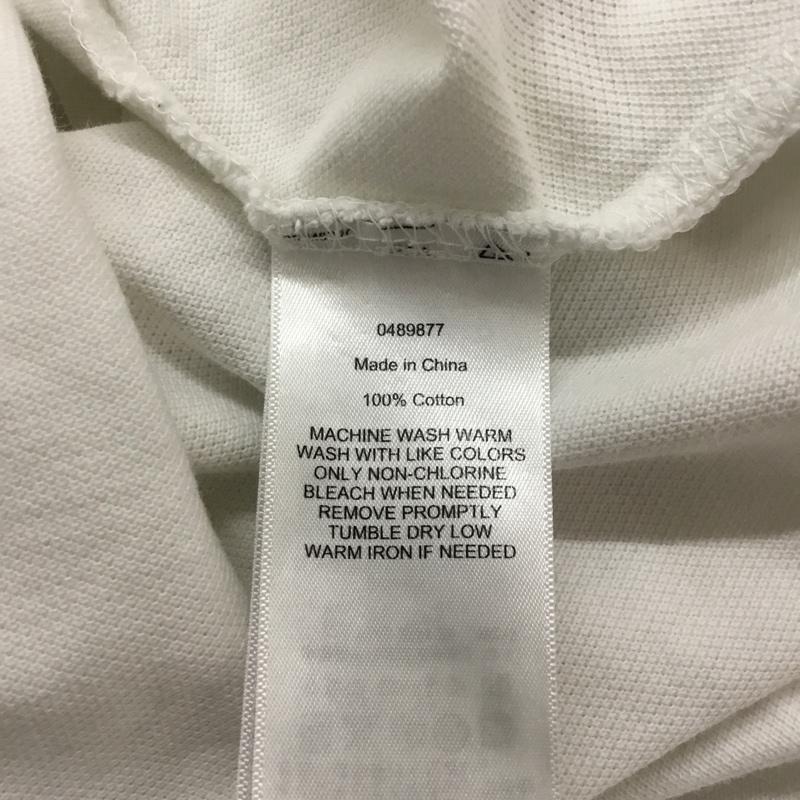 0489877
Made in China
100% Cotton
MACHINE WASH WARM
WASH WITH LIKE COLORS
ONLY NON-CHLORINE
BLEACH WHEN NEEDED
REMOVE PROMPTLY
TUMBLE DRY LOW
WARM IRON IF NEEDED